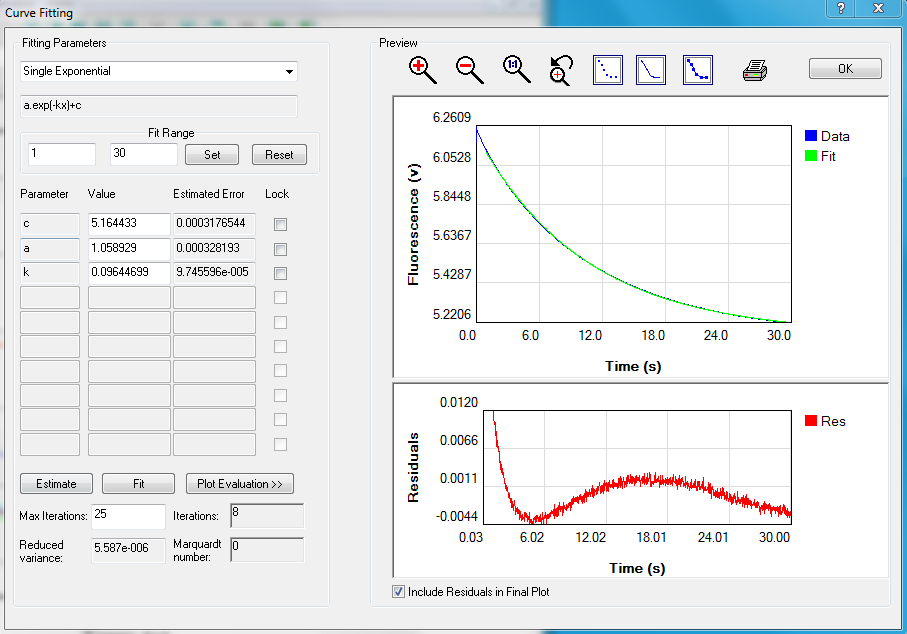 Curve Fitting
Fitting Parameters
Single Exponential
a.exp(-kx)+c
Fit Range
1 30 Set Reset
Parameter Value Estimated Error Lock
c 5.164433 0.0003176544
a 1.058929 0.000328193
k 0.09644699 9.745596e-005
Estimate Fit Plot Evaluation >>
Max Iterations: 25 Iterations: 8
Reduced variance: 5.587e-006 Marquardt number: 0
Preview
1:1
OK
6.2609
6.0528
5.8448
5.6367
5.4287
5.2206
Fluorescence (v)
0.0 6.0 12.0 18.0 24.0 30.0
Time (s)
Data
Fit
0.0120
0.0066
0.0011
-0.0044
Residuals
0.03 6.02 12.02 18.01 24.01 30.00
Time (s)
Res
Include Residuals in Final Plot